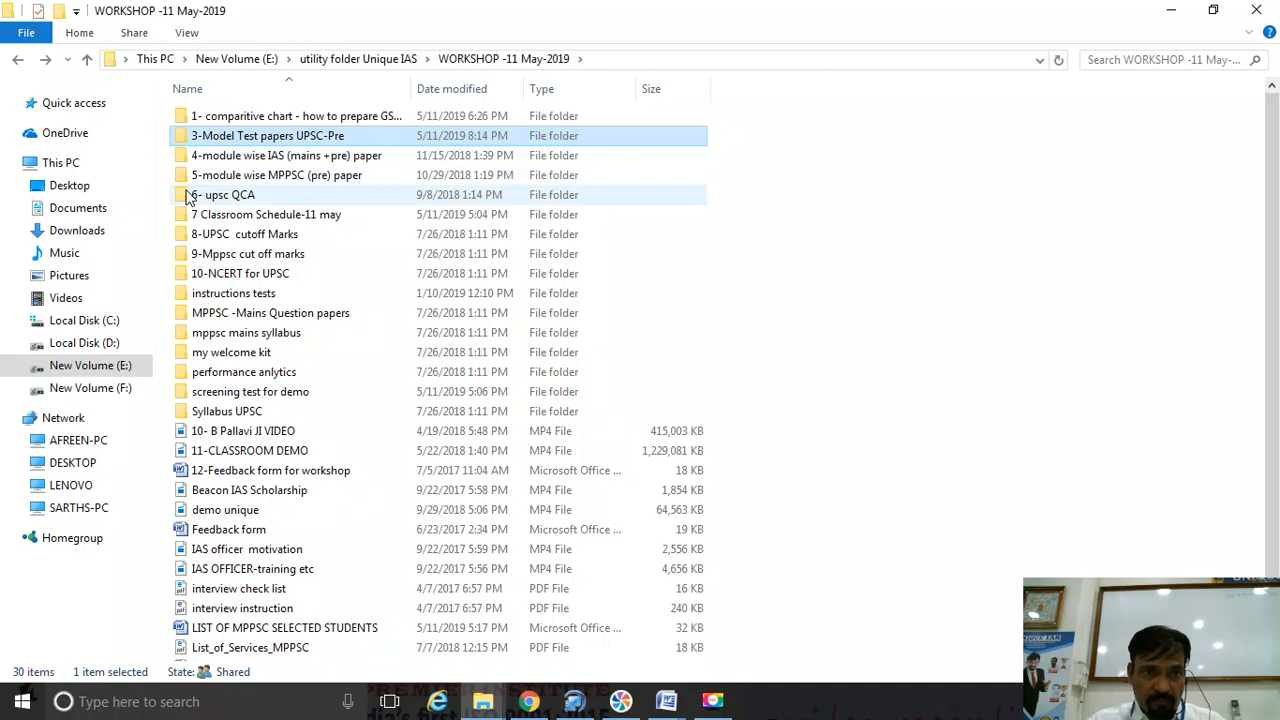 WORKSHOP -11 May-2019
File Home Share View
This PC New Volume (E:) utility folder Unique IAS WORKSHOP -11 May-2019 Search WORKSHOP -11 May-...
Name Date modified Type Size
Quick access
OneDrive
This PC
Desktop
Documents
Downloads
Music
Pictures
Videos
Local Disk (C:)
Local Disk (D:)
New Volume (E:)
New Volume (F:)
Network
AFREEN-PC
DESKTOP
LENOVO
SARTHS-PC
Homegroup
1- comparitive chart - how to prepare GS... 5/11/2019 6:26 PM File folder
3-Model Test papers UPSC-Pre 5/11/2019 8:14 PM File folder
4-module wise IAS (mains +pre) paper 11/15/2018 1:39 PM File folder
5-module wise MPPSC (pre) paper 10/29/2018 1:19 PM File folder
6- upsc QCA 9/8/2018 1:14 PM File folder
7 Classroom Schedule-11 may 5/11/2019 5:04 PM File folder
8-UPSC cutoff Marks 7/26/2018 1:11 PM File folder
9-Mppsc cut off marks 7/26/2018 1:11 PM File folder
10-NCERT for UPSC 7/26/2018 1:11 PM File folder
instructions tests 1/10/2019 12:10 PM File folder
MPPSC -Mains Question papers 7/26/2018 1:11 PM File folder
mppsc mains syllabus 7/26/2018 1:11 PM File folder
my welcome kit 7/26/2018 1:11 PM File folder
performance anlytics 7/26/2018 1:11 PM File folder
screening test for demo 5/11/2019 5:06 PM File folder
Syllabus UPSC 7/26/2018 1:11 PM File folder
10- B Pallavi JI VIDEO 4/19/2018 5:48 PM MP4 File 415,003 KB
11-CLASSROOM DEMO 5/22/2018 1:40 PM MP4 File 1,229,081 KB
12-Feedback form for workshop 7/5/2017 11:04 AM Microsoft Office ... 18 KB
Beacon IAS Scholarship 9/22/2017 5:58 PM MP4 File 1,854 KB
demo unique 9/29/2018 5:06 PM MP4 File 64,563 KB
Feedback form 6/23/2017 2:34 PM Microsoft Office ... 19 KB
IAS officer motivation 9/22/2017 5:59 PM MP4 File 2,556 KB
IAS OFFICER-training etc 9/22/2017 5:56 PM MP4 File 4,656 KB
interview check list 4/7/2017 6:57 PM PDF File 16 KB
interview instruction 4/7/2017 6:57 PM PDF File 240 KB
LIST OF MPPSC SELECTED STUDENTS 5/11/2019 5:17 PM Microsoft Office ... 32 KB
List_of_Services_MPPSC 7/7/2018 12:15 PM PDF File 18 KB
30 items 1 item selected State: Shared
Type here to search